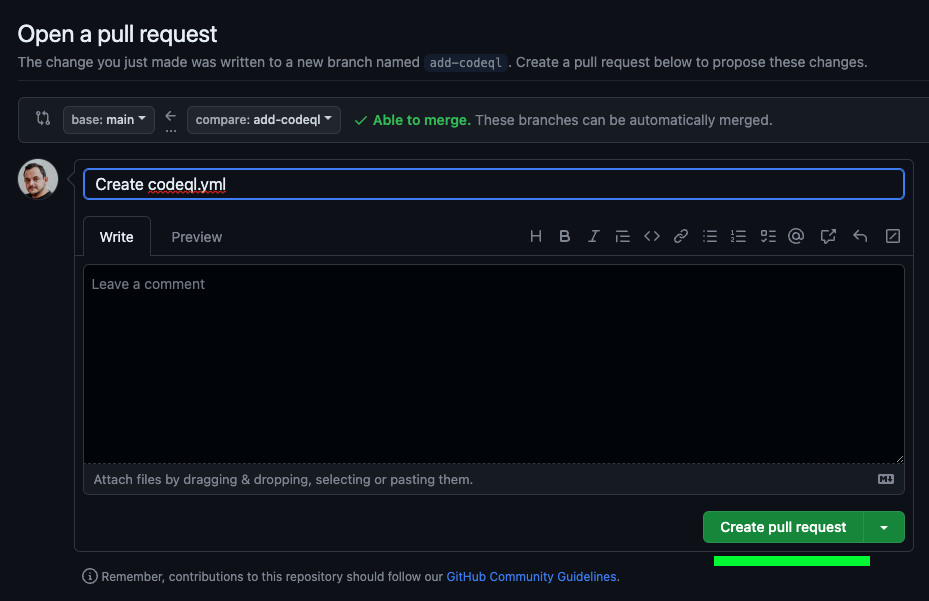 Open a pull request
The change you just made was written to a new branch named add-codeql. Create a pull request below to propose these changes.
base: main compare: add-codeql Able to merge. These branches can be automatically merged.
Create codeql.yml
Write Preview
Leave a comment
Attach files by dragging & dropping, selecting or pasting them.
Create pull request
Remember, contributions to this repository should follow our GitHub Community Guidelines.